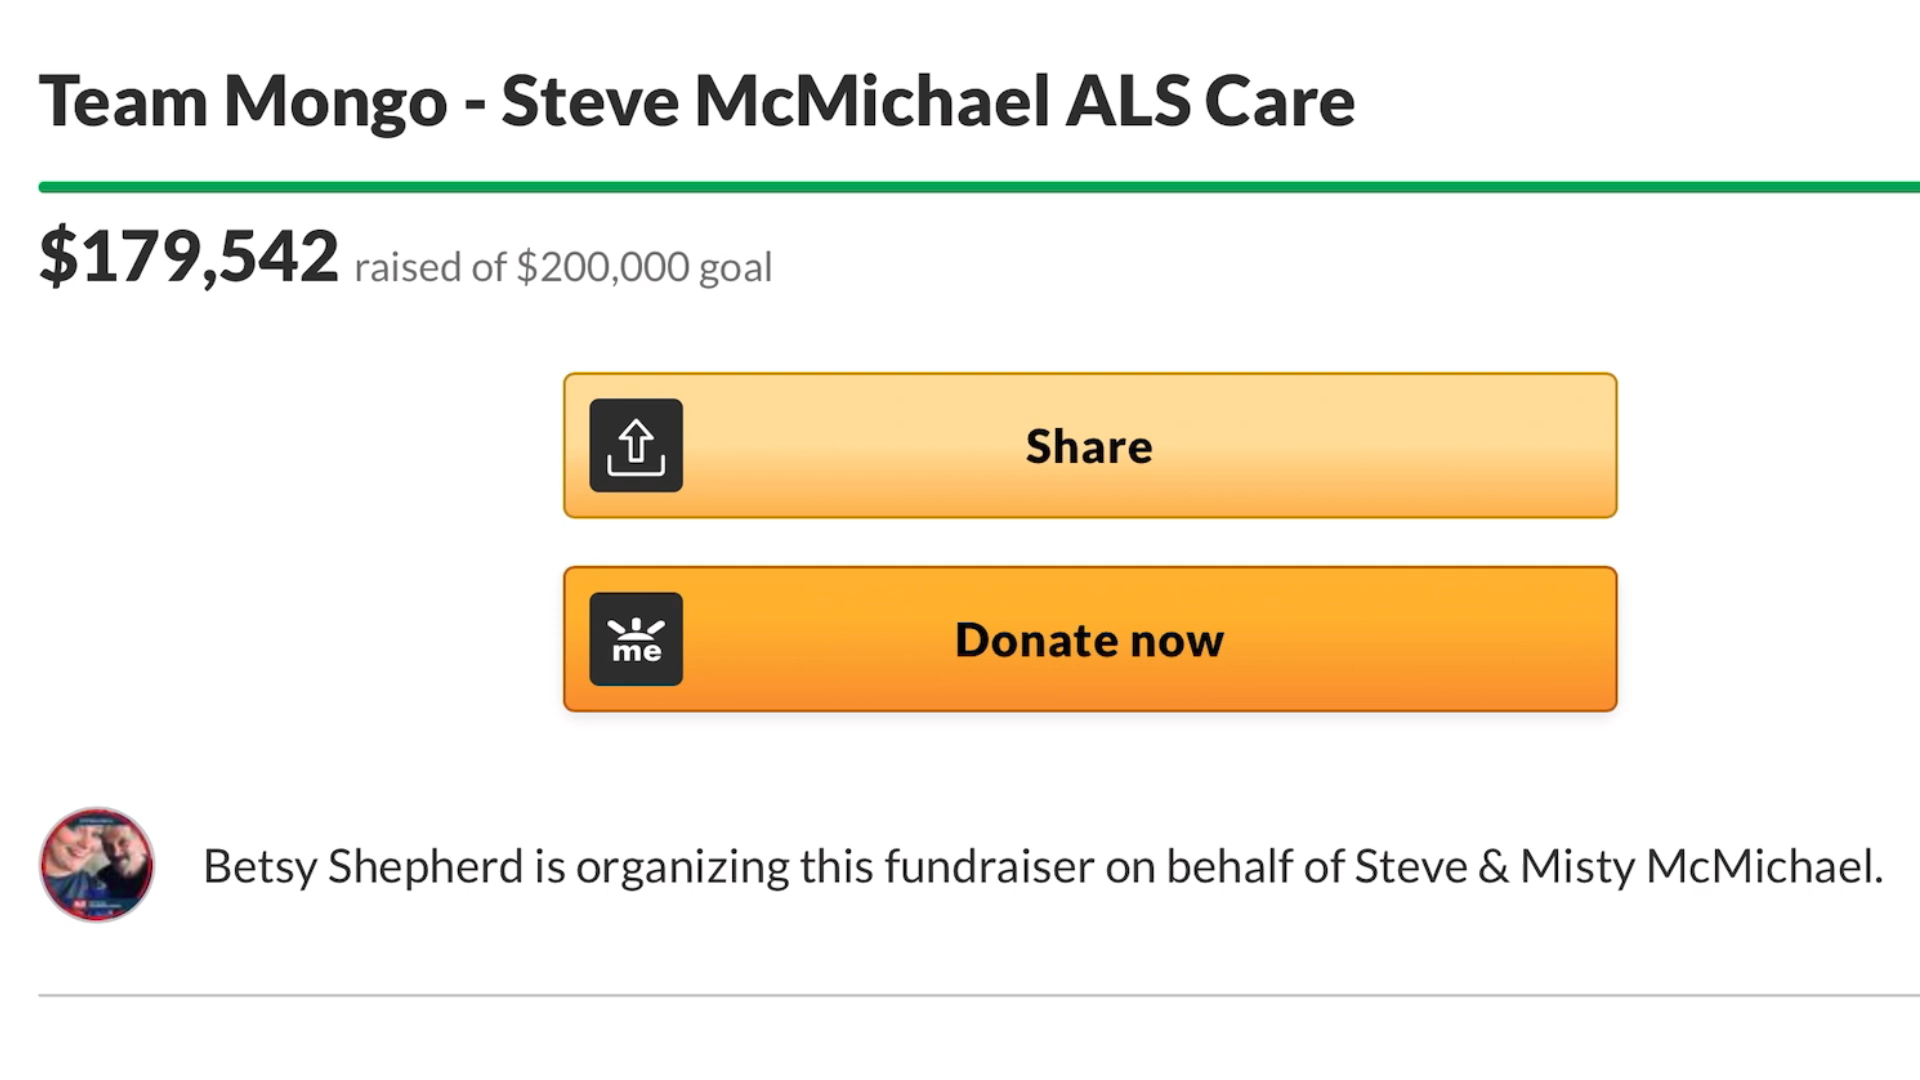 Team Mongo - Steve McMichael ALS Care
$179,542 raised of $200,000 goal
Share
me
Donate now
Betsy Shepherd is organizing this fundraiser on behalf of Steve & Misty McMichael.